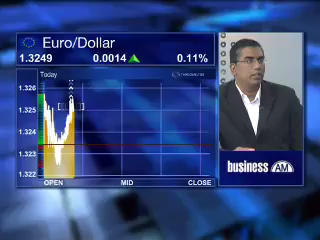 Euro/Dollar
1.3249 0.0014 0.11%
Today
1.326
1.325
1.324
1.323
1.322
OPEN MID CLOSE
business AM